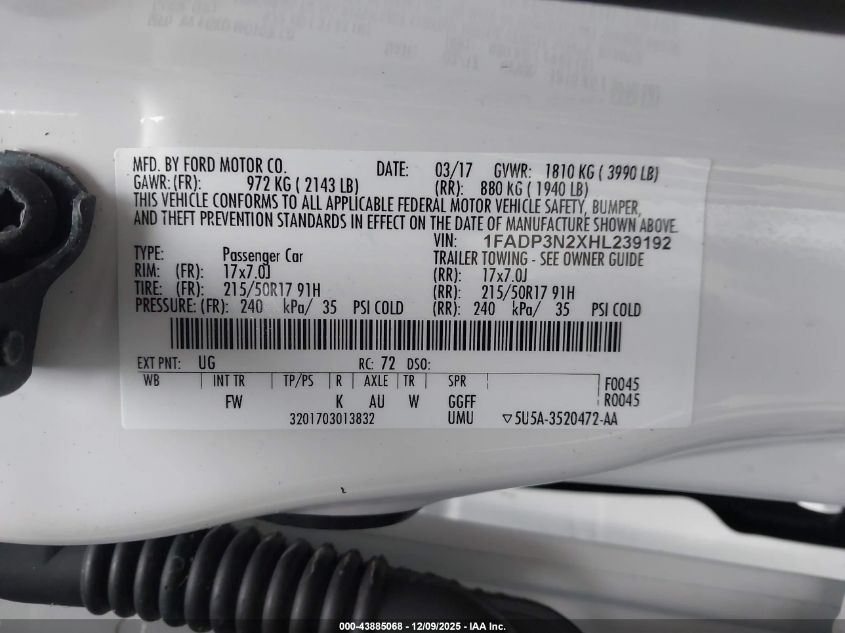 MFD. BY FORD MOTOR CO. DATE: 03/17 GVWR: 1810 KG ( 3990 LB)
GAWR: (FR): 972 KG ( 2143 LB) (RR): 880 KG ( 1940 LB)
THIS VEHICLE CONFORMS TO ALL APPLICABLE FEDERAL MOTOR VEHICLE SAFETY, BUMPER,
AND THEFT PREVENTION STANDARDS IN EFFECT ON THE DATE OF MANUFACTURE SHOWN ABOVE.
VIN: 1FADP3N2XHL239192
TYPE: Passenger Car TRAILER TOWING - SEE OWNER GUIDE
RIM: (FR): 17x7.0J (RR): 17x7.0J
TIRE: (FR): 215/50R17 91H (RR): 215/50R17 91H
PRESSURE: (FR): 240 kPa/ 35 PSI COLD (RR): 240 kPa/ 35 PSI COLD
EXT PNT: UG RC: 72 DSO:
WB INT TR TP/PS R AXLE TR SPR F0045
FW K AU W GGFF R0045
3201703013832 UMU ▽5U5A-3520472-AA
000-43885068 - 12/09/2025 - IAA Inc.